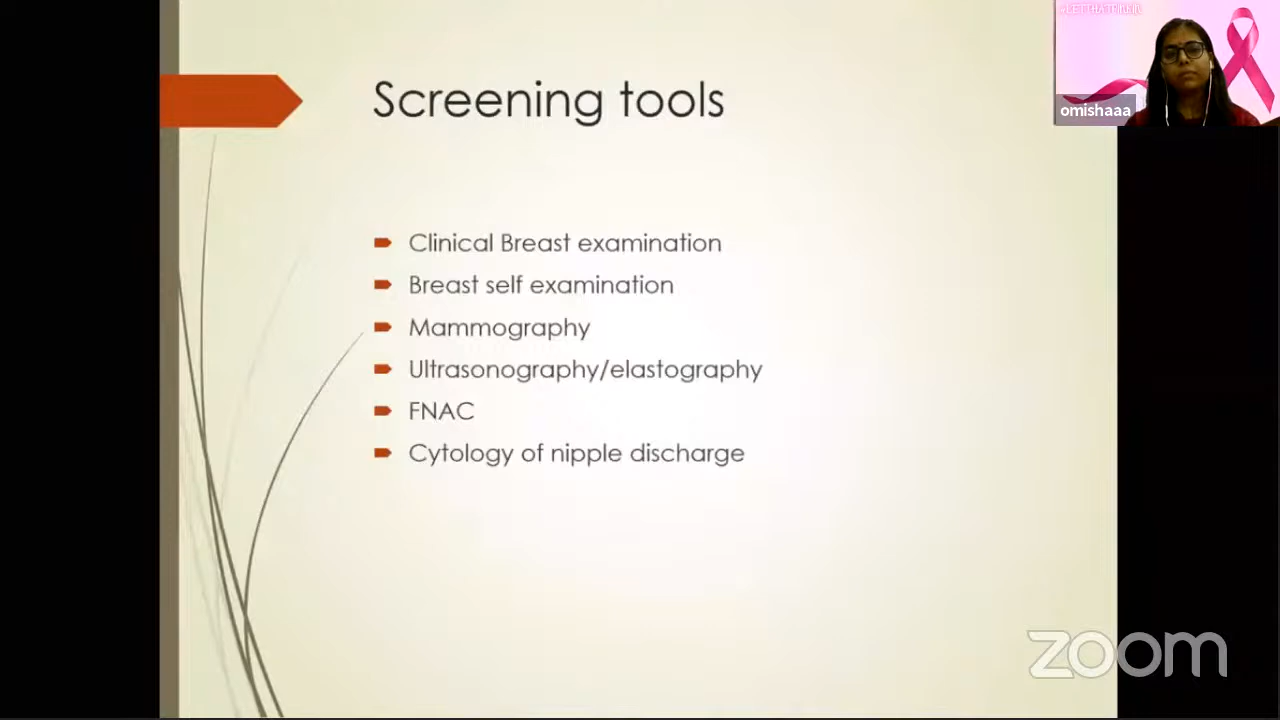 Screening tools
omishaaa
Clinical Breast examination
Breast self examination
Mammography
Ultrasonography/elastography
FNAC
Cytology of nipple discharge
zoom